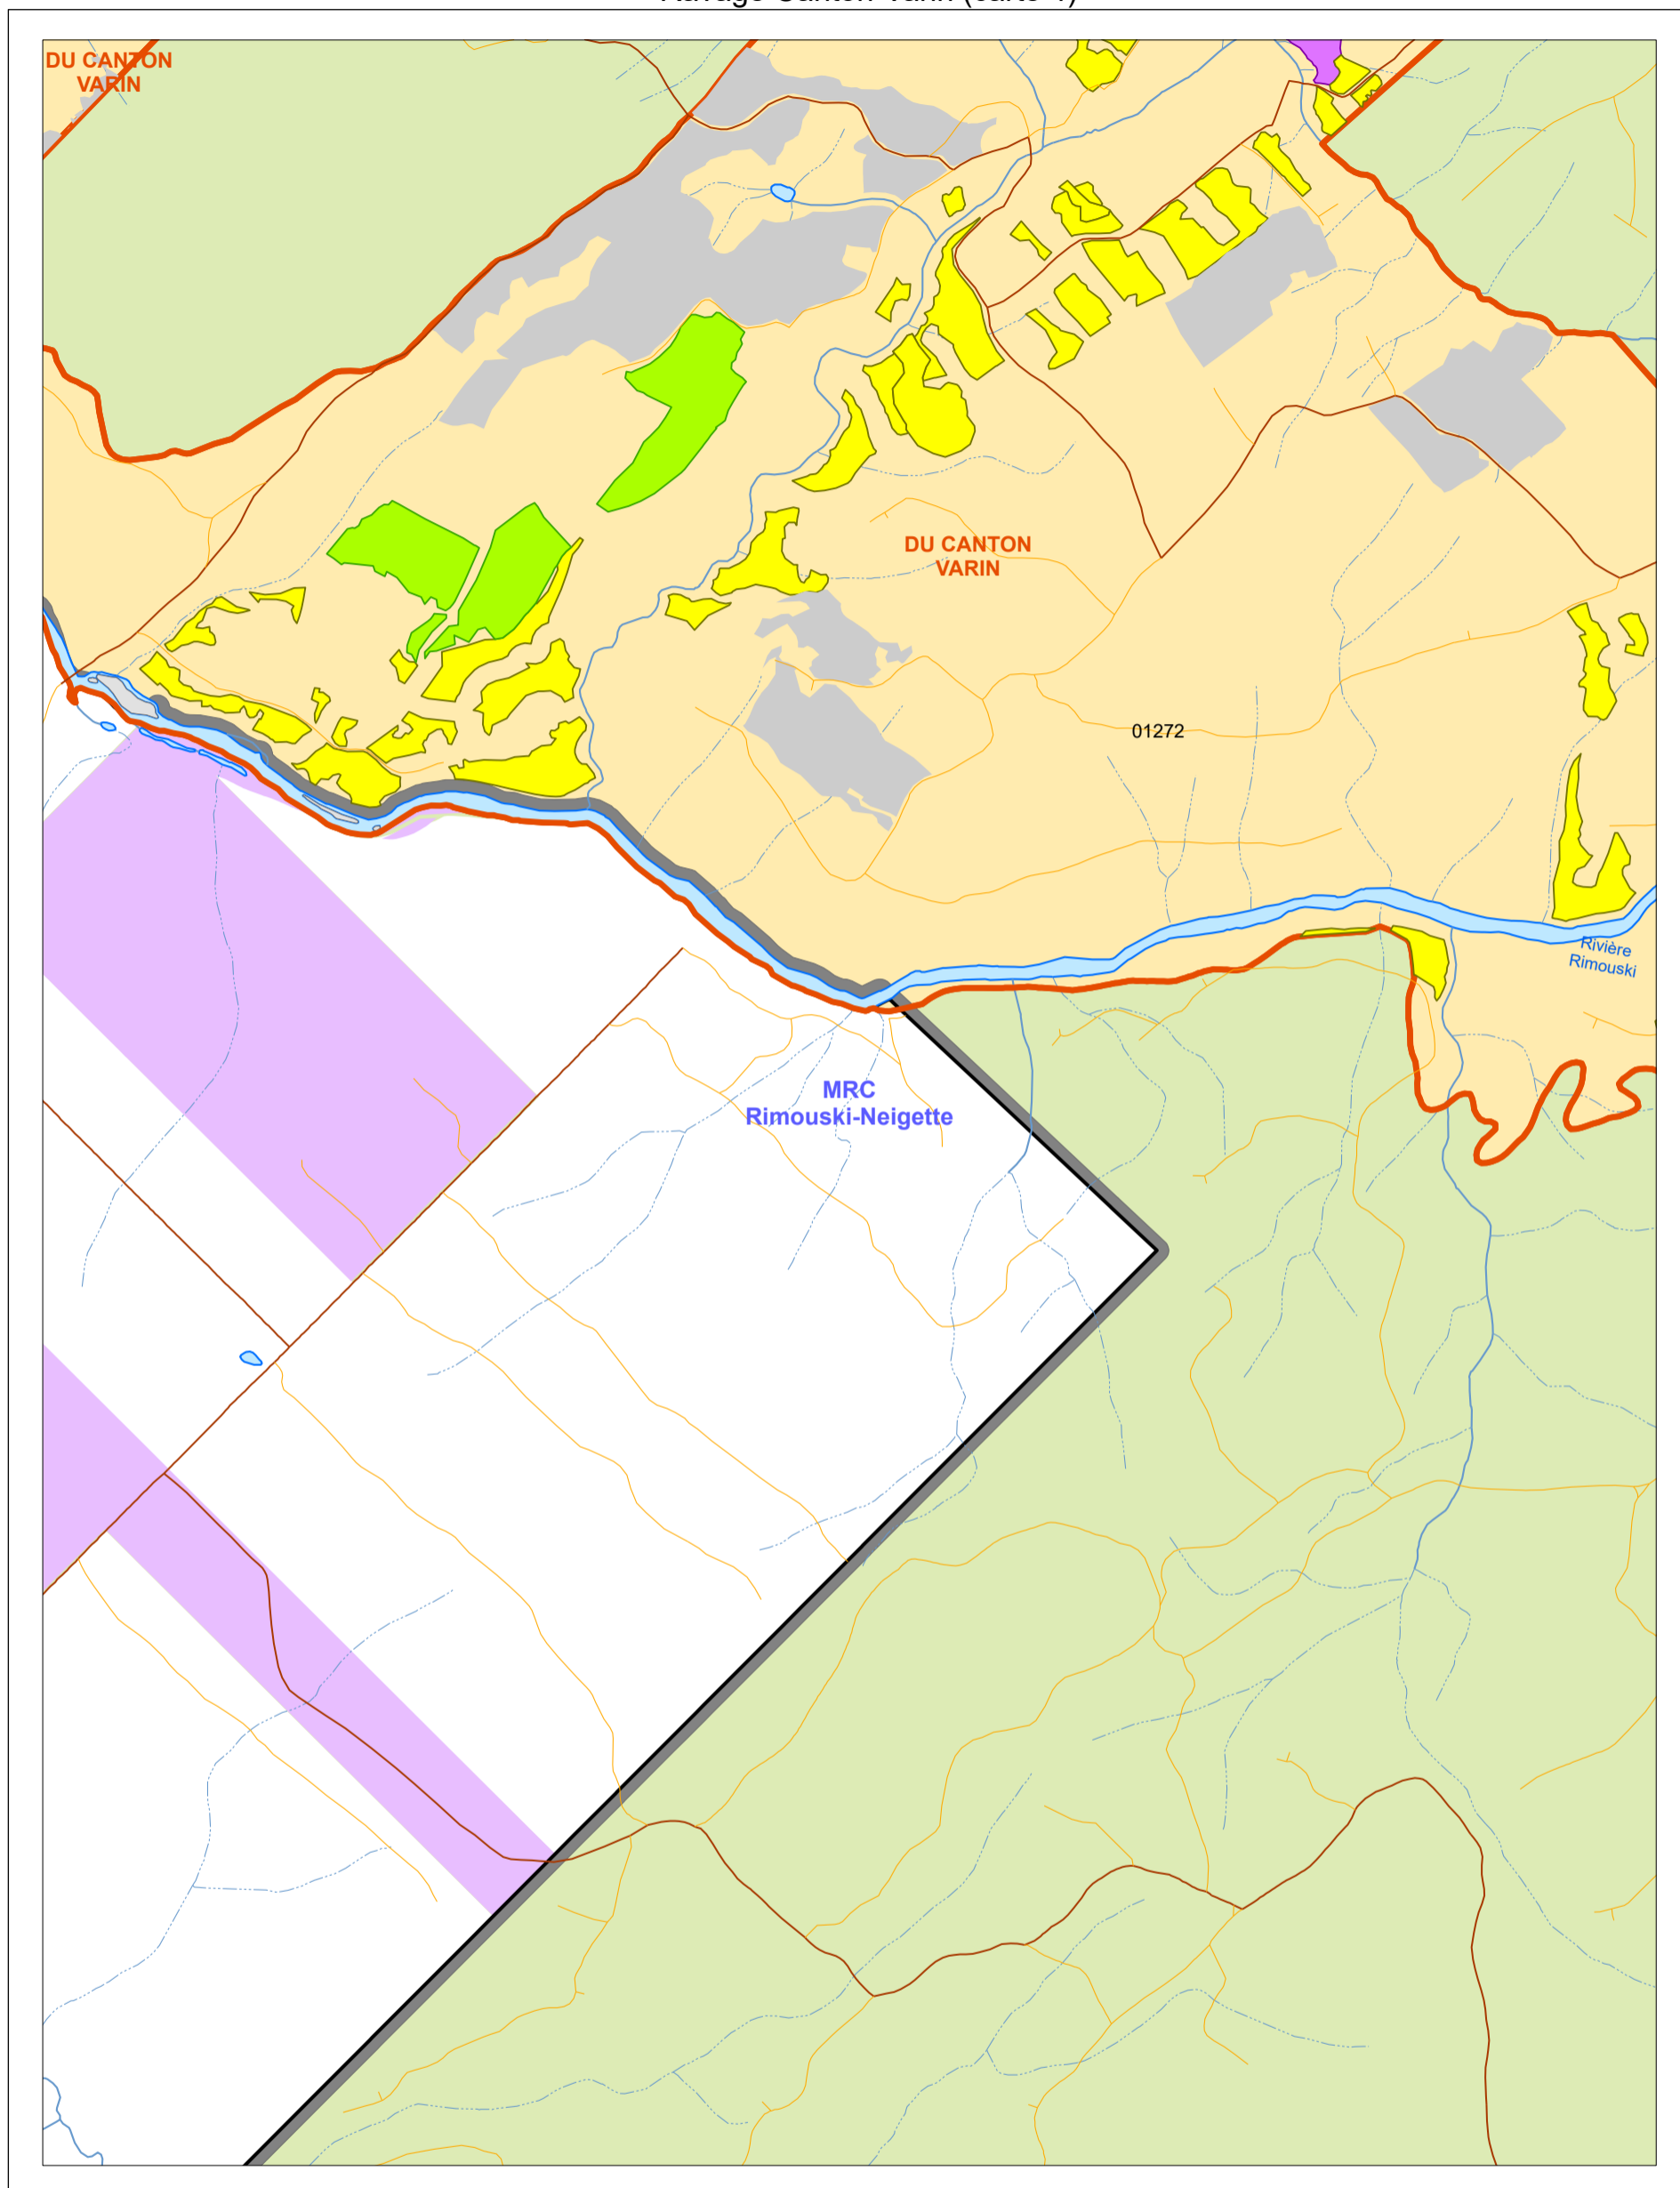 DU CANTON
VARIN
DU CANTON
VARIN
01272
Rivière
Rimouski
MRC
Rimouski-Neigette